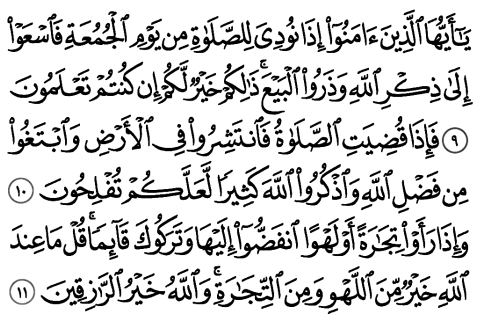 يَٰٓأَيُّهَا ٱلَّذِينَ ءَامَنُوٓا۟ إِذَا نُودِىَ لِلصَّلَوٰةِ مِن يَوْمِ ٱلْجُمُعَةِ فَٱسْعَوْا۟
إِلَىٰ ذِكْرِ ٱللَّهِ وَذَرُوا۟ ٱلْبَيْعَ ۚ ذَٰلِكُمْ خَيْرٌ لَّكُمْ إِن كُنتُمْ تَعْلَمُونَ
٩ فَإِذَا قُضِيَتِ ٱلصَّلَوٰةُ فَٱنتَشِرُوا۟ فِى ٱلْأَرْضِ وَٱبْتَغُوا۟
مِن فَضْلِ ٱللَّهِ وَٱذْكُرُوا۟ ٱللَّهَ كَثِيرًا لَّعَلَّكُمْ تُفْلِحُونَ ١٠
وَإِذَا رَأَوْا۟ تِجَٰرَةً أَوْ لَهْوًا ٱنفَضُّوٓا۟ إِلَيْهَا وَتَرَكُوكَ قَآئِمًا ۚ قُلْ مَا عِندَ
ٱللَّهِ خَيْرٌ مِّنَ ٱللَّهْوِ وَمِنَ ٱلتِّجَٰرَةِ ۚ وَٱللَّهُ خَيْرُ ٱلرَّٰزِقِينَ ١١